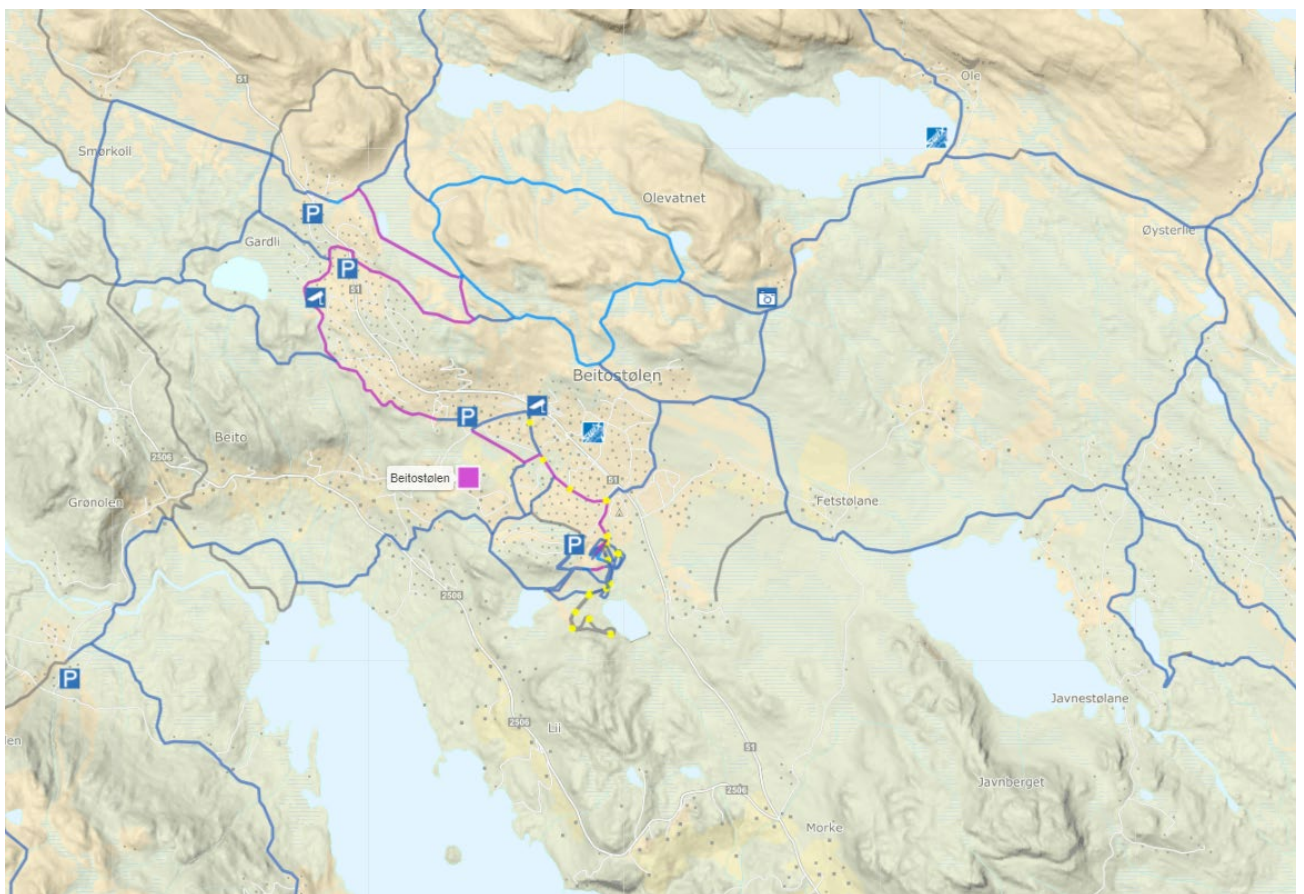 51
Ole
Smørkoll
Olevatnet
Øysterlie
P
Gardli
P
51
Beitostølen
P
Beito
2506
Beitostølen
51
Grønolen
Fetstølane
P
2506
P
Javnestølane
Lii
2506
len
51
Javnberget
2506
Morke